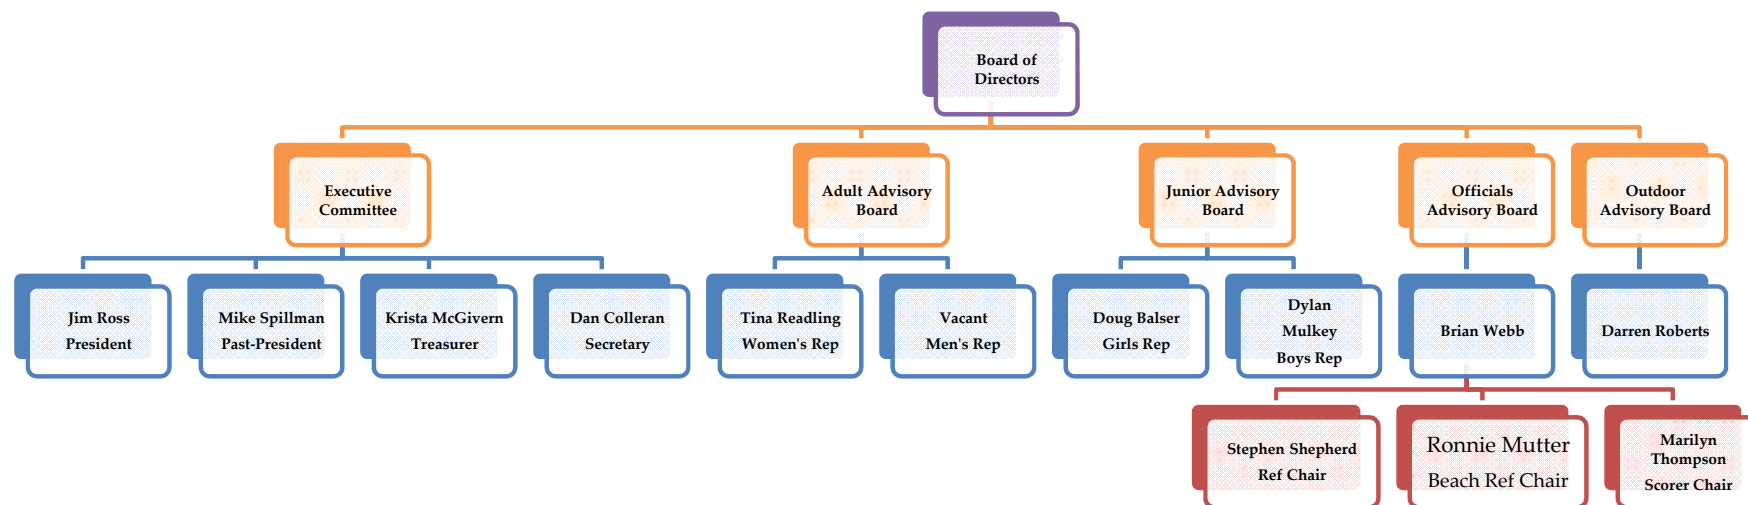 Board of
Directors
Executive
Committee
Adult Advisory
Board
Junior Advisory
Board
Officials
Advisory Board
Outdoor
Advisory Board
Jim Ross
President
Mike Spillman
Past-President
Krista McGivern
Treasurer
Dan Colleran
Secretary
Tina Readling
Women's Rep
Vacant
Men's Rep
Doug Balser
Girls Rep
Dylan
Mulkey
Boys Rep
Brian Webb
Darren Roberts
Stephen Shepherd
Ref Chair
Ronnie Mutter
Beach Ref Chair
Marilyn
Thompson
Scorer Chair